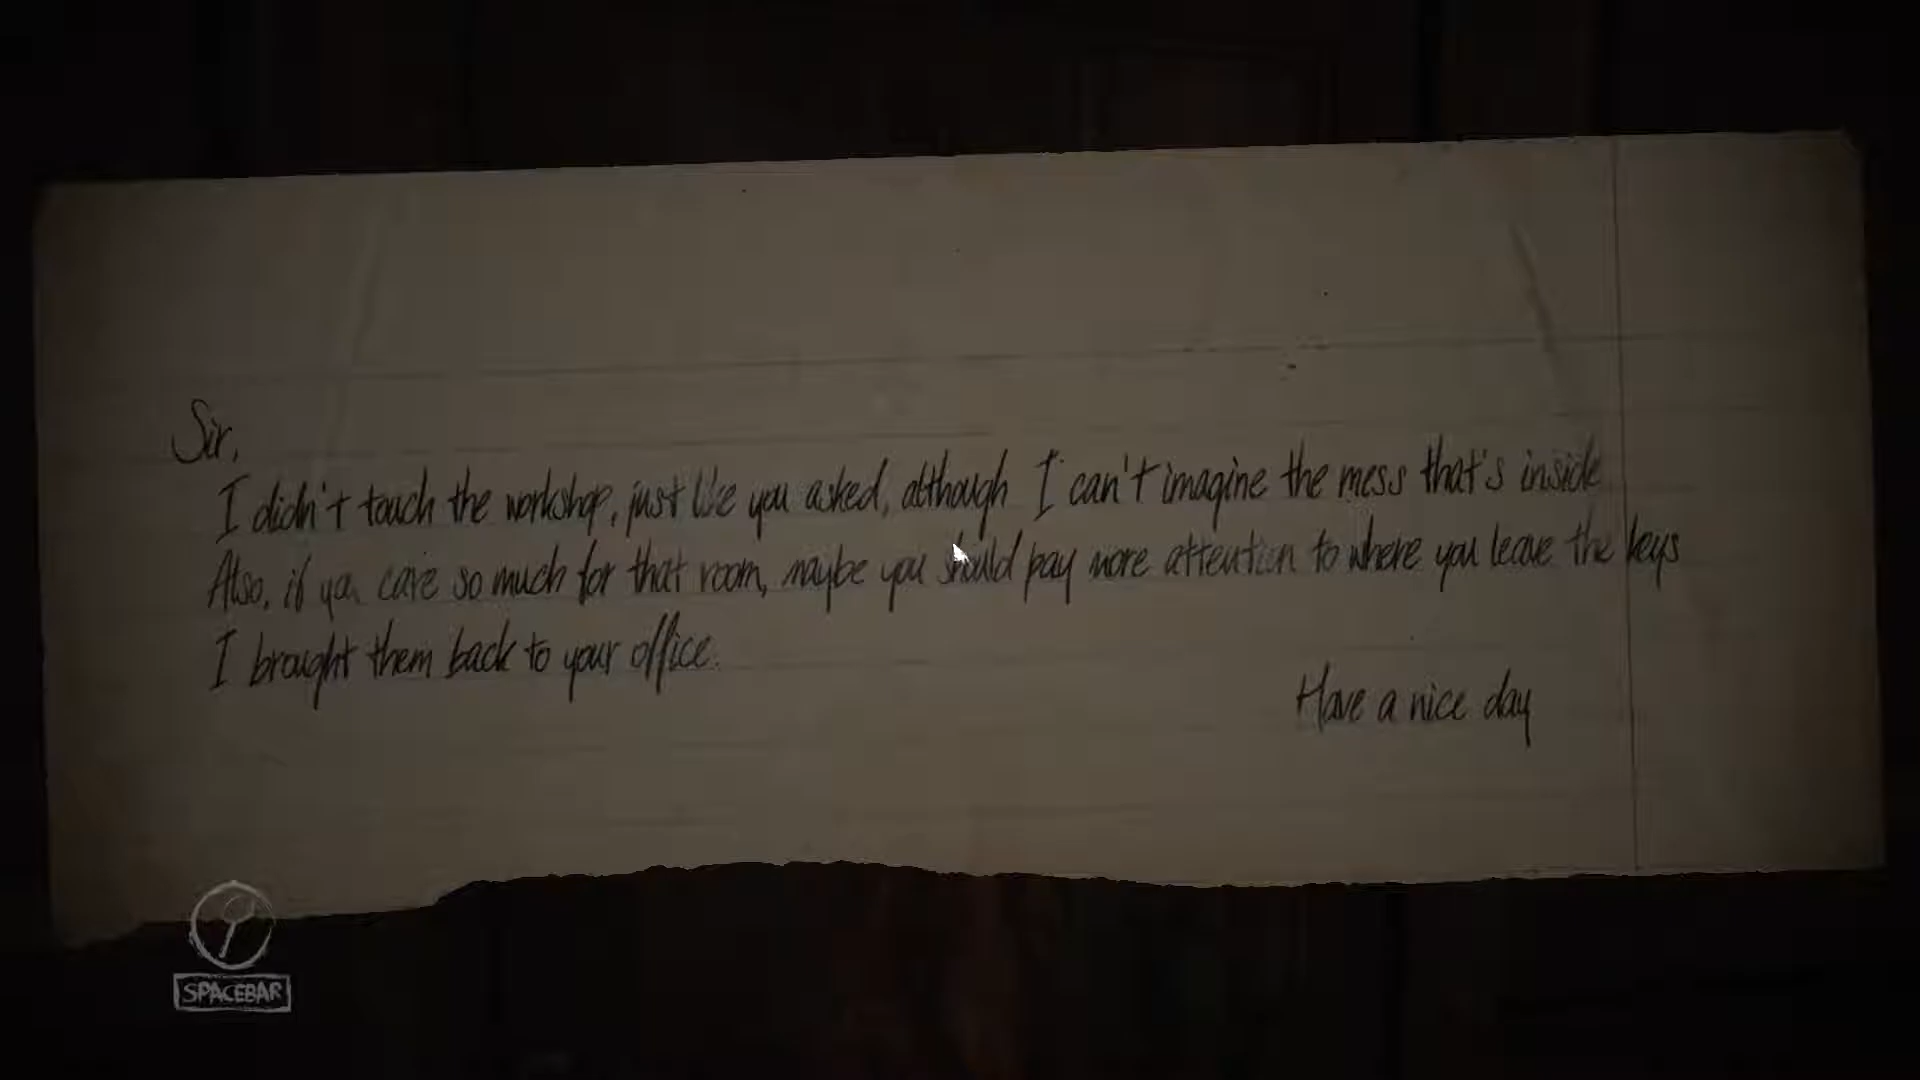 Sir,
I didn't touch the workshop, just like you asked, although I can't imagine the mess that's inside.
Also, if you care so much for that room, maybe you should pay more attention to where you leave the keys
I brought them back to your office.
Have a nice day
SPACEBAR